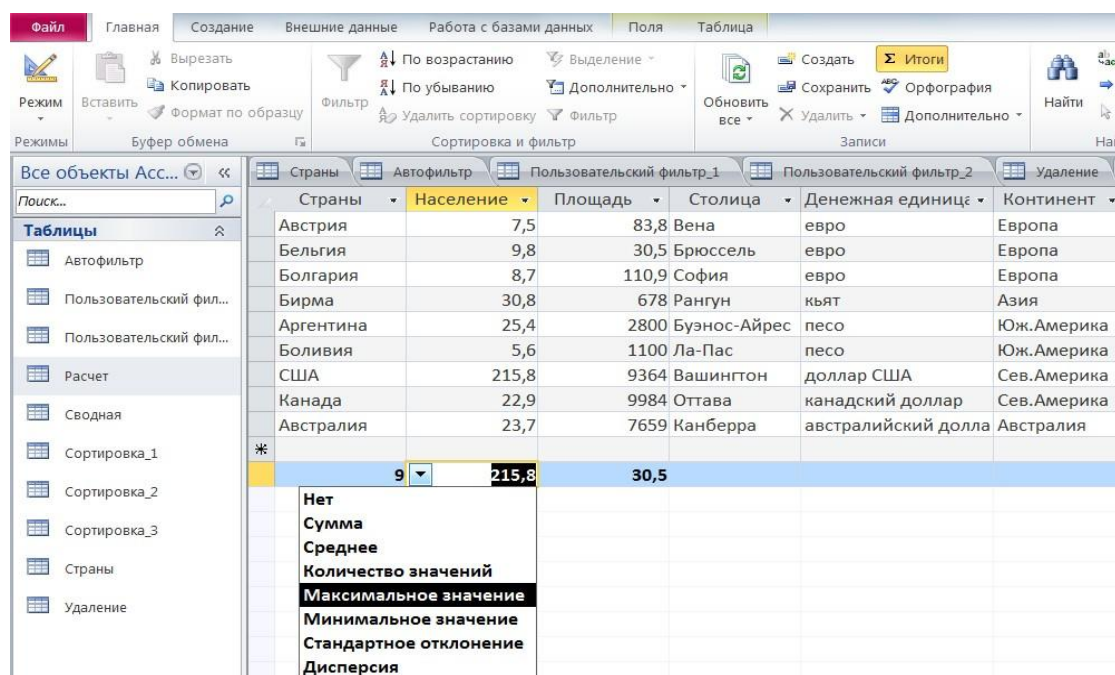 Файл Главная Создание Внешние данные Работа с базами данных Поля Таблица
Режим
Вставить
Вырезать
Копировать
Формат по образцу
Фильтр
По возрастанию
По убыванию
Удалить сортировку
Выделение
Дополнительно
Фильтр
Обновить все
Создать
Сохранить
Удалить
Σ Итоги
Орфография
Дополнительно
Найти
Режимы Буфер обмена Сортировка и фильтр Записи
Все объекты Acc... «
Поиск...
Таблицы
Автофильтр
Пользовательский фил...
Пользовательский фил...
Расчет
Сводная
Сортировка_1
Сортировка_2
Сортировка_3
Страны
Удаление
Страны Автофильтр Пользовательский фильтр_1 Пользовательский фильтр_2 Удаление
Страны Население Площадь Столица Денежная единица Континент
Австрия 7,5 83,8 Вена евро Европа
Бельгия 9,8 30,5 Брюссель евро Европа
Болгария 8,7 110,9 София евро Европа
Бирма 30,8 678 Рангун кьят Азия
Аргентина 25,4 2800 Буэнос-Айрес песо Юж.Америка
Боливия 5,6 1100 Ла-Пас песо Юж.Америка
США 215,8 9364 Вашингтон доллар США Сев.Америка
Канада 22,9 9984 Оттава канадский доллар Сев.Америка
Австралия 23,7 7659 Канберра австралийский долла Австралия
9 215,8 30,5
Нет
Сумма
Среднее
Количество значений
Максимальное значение
Минимальное значение
Стандартное отклонение
Дисперсия